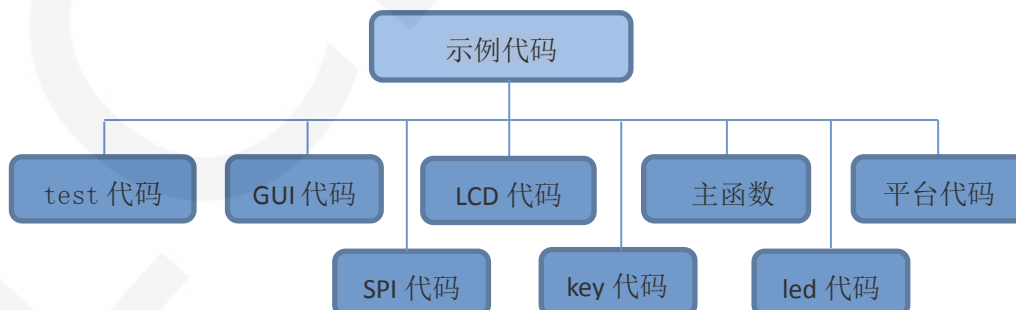 示例代码
test 代码
GUI 代码
LCD 代码
主函数
平台代码
SPI 代码
key 代码
led 代码